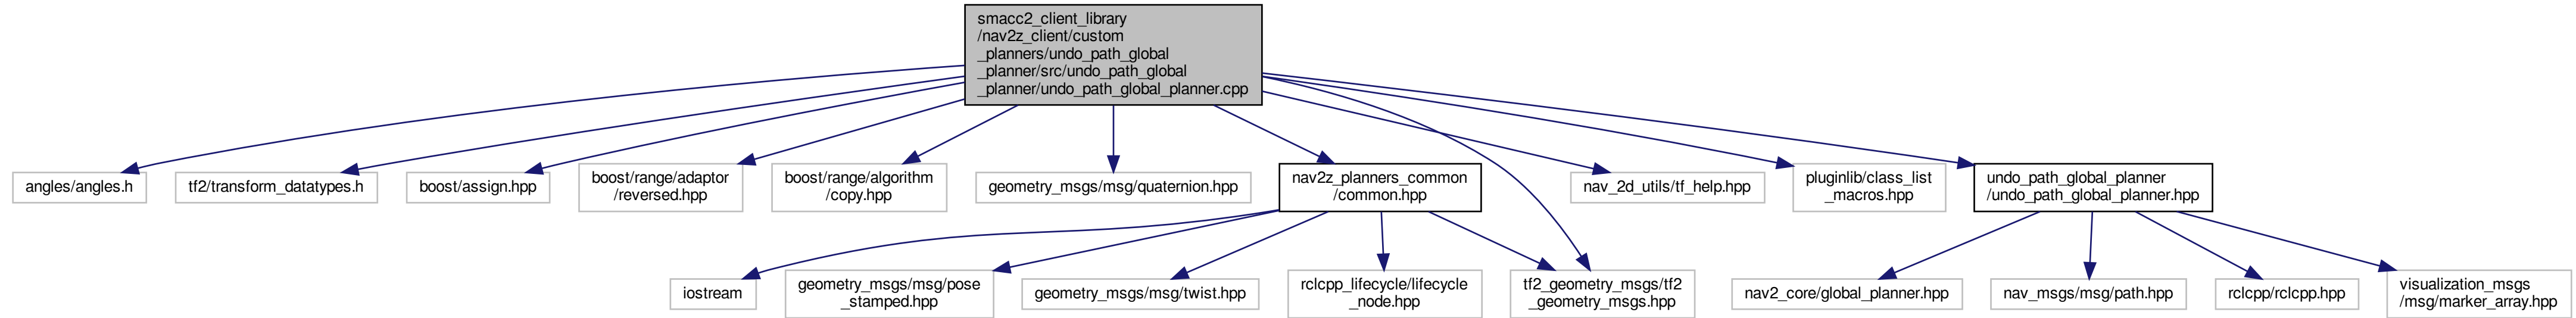 smacc2_client_library
/nav2z_client/custom
_planners/undo_path_global
_planner/src/undo_path_global
_planner/undo_path_global_planner.cpp
angles/angles.h
tf2/transform_datatypes.h
boost/assign.hpp
boost/range/adaptor
/reversed.hpp
boost/range/algorithm
/copy.hpp
geometry_msgs/msg/quaternion.hpp
nav2z_planners_common
/common.hpp
nav_2d_utils/tf_help.hpp
pluginlib/class_list
_macros.hpp
undo_path_global_planner
/undo_path_global_planner.hpp
iostream
geometry_msgs/msg/pose
_stamped.hpp
geometry_msgs/msg/twist.hpp
rclcpp_lifecycle/lifecycle
_node.hpp
tf2_geometry_msgs/tf2
_geometry_msgs.hpp
nav2_core/global_planner.hpp
nav_msgs/msg/path.hpp
rclcpp/rclcpp.hpp
visualization_msgs
/msg/marker_array.hpp